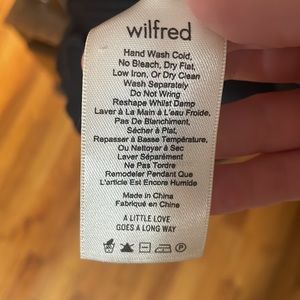 wilfred
Hand Wash Cold,
No Bleach, Dry Flat,
Low Iron, Or Dry Clean
Wash Separately
Do Not Wring
Reshape Whilst Damp
Laver à La Main à L'eau Froide,
Pas De Blanchiment,
Sécher à Plat,
Repasser à Basse Température,
Ou Nettoyer à Sec
Laver Séparément
Ne Pas Tordre
Remodeler Pendant Que
L'article Est Encore Humide
Made in China
Fabriqué en China
A LITTLE LOVE
GOES A LONG WAY